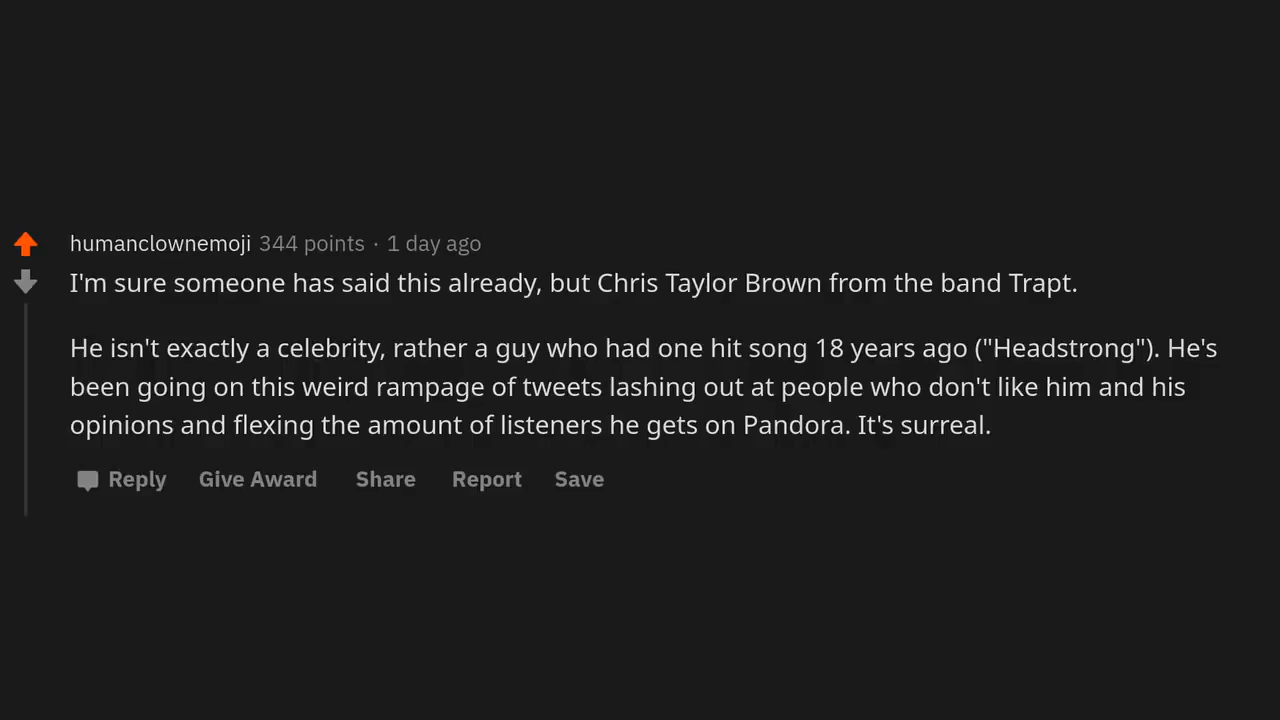 humanclownemoji 344 points · 1 day ago
I'm sure someone has said this already, but Chris Taylor Brown from the band Trapt.
He isn't exactly a celebrity, rather a guy who had one hit song 18 years ago ("Headstrong"). He's
been going on this weird rampage of tweets lashing out at people who don't like him and his
opinions and flexing the amount of listeners he gets on Pandora. It's surreal.
Reply Give Award Share Report Save